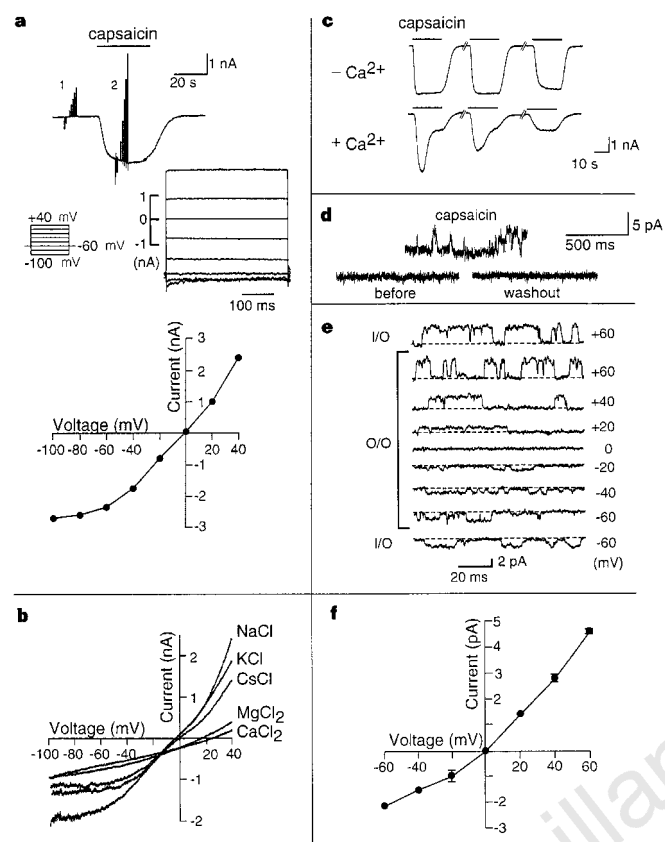 a
capsaicin
1
2
1 nA
20 s
+40 mV
-60 mV
-100 mV
1
0
-1
(nA)
100 ms
Current (nA)
3
2
1
Voltage (mV)
-100 -80 -60 -40 -20
20 40
-1
-2
-3
b
Current (nA)
2
1
NaCl
KCl
CsCl
MgCl2
CaCl2
Voltage (mV)
-100 -80 -60 -40
20 40
-1
-2
c
capsaicin
- Ca2+
+ Ca2+
1 nA
10 s
d
capsaicin
5 pA
500 ms
before
washout
e
I/O
+60
+60
+40
+20
O/O
0
-20
-40
-60
I/O
-60
(mV)
2 pA
20 ms
f
Current (pA)
5
4
3
2
1
Voltage (mV)
-60 -40 -20
20 40 60
-1
-2
-3